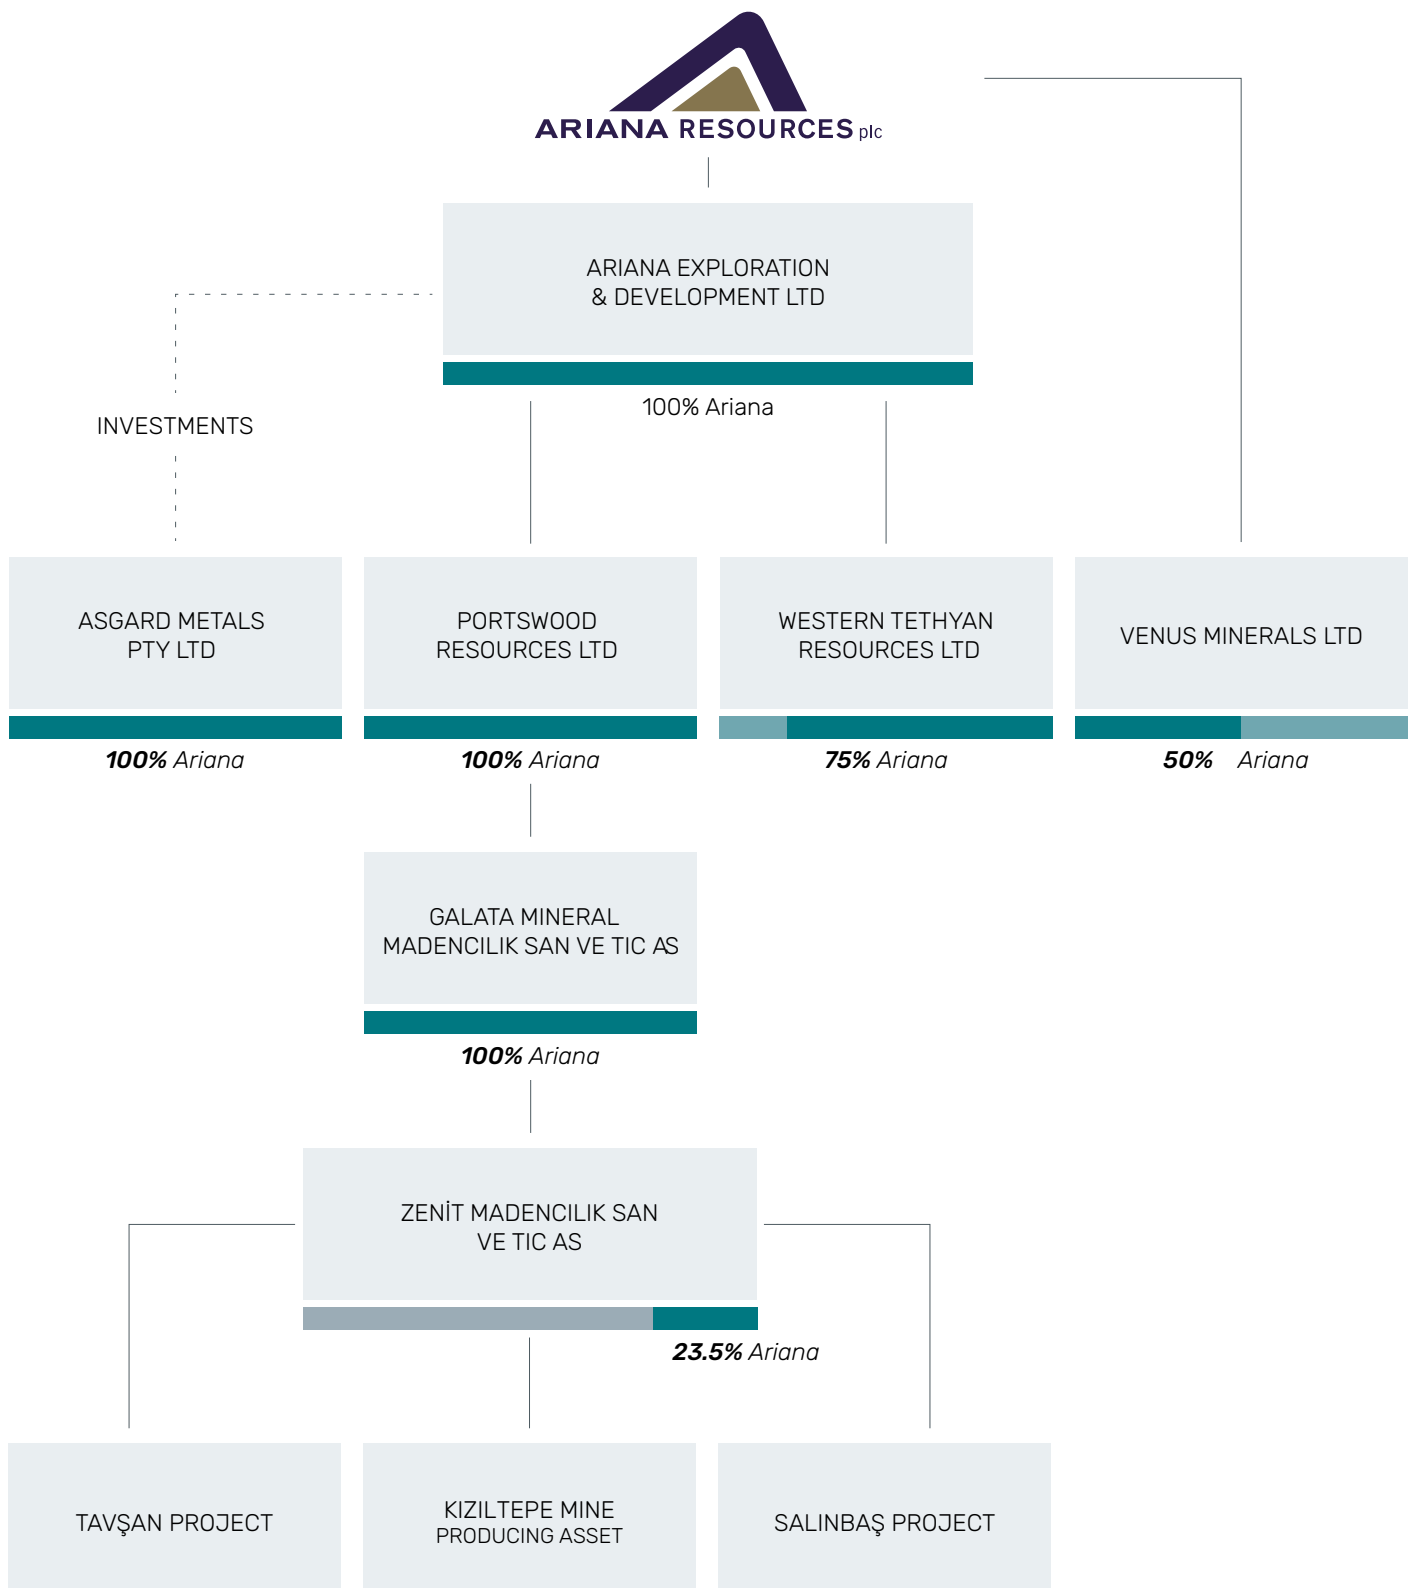 ARIANA RESOURCES plc
ARIANA EXPLORATION
& DEVELOPMENT LTD
100% Ariana
INVESTMENTS
ASGARD METALS
PTY LTD
100% Ariana
PORTSWOOD
RESOURCES LTD
100% Ariana
WESTERN TETHYAN
RESOURCES LTD
75% Ariana
VENUS MINERALS LTD
50% Ariana
GALATA MINERAL
MADENCILIK SAN VE TIC AS
100% Ariana
ZENİT MADENCILIK SAN
VE TIC AS
23.5% Ariana
TAVŞAN PROJECT
KIZILTEPE MINE
PRODUCING ASSET
SALINBAŞ PROJECT